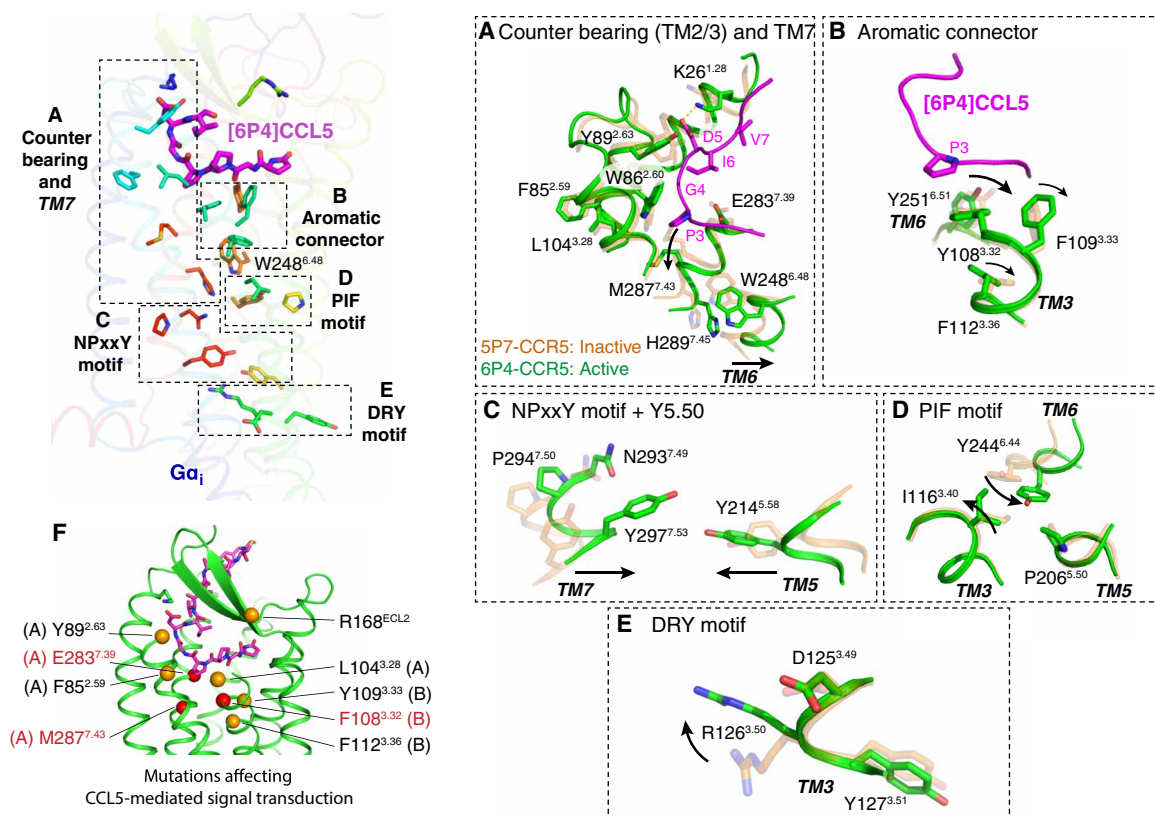 A
Counter
bearing
and
TM7
[6P4]CCL5
B
Aromatic
connector
W248^6.48
D
PIF
motif
C
NPxxY
motif
E
DRY
motif
Gαi
A Counter bearing (TM2/3) and TM7
K26^1.28
Y89^2.63
D5
V7
I6
W86^2.60
F85^2.59
G4
E283^7.39
L104^3.28
P3
M287^7.43
W248^6.48
H289^7.45
5P7-CCR5: Inactive
6P4-CCR5: Active
TM6
B Aromatic connector
[6P4]CCL5
P3
Y251^6.51
TM6
F109^3.33
Y108^3.32
TM3
F112^3.36
C NPxxY motif + Y5.50
P294^7.50
N293^7.49
Y214^5.58
Y297^7.53
TM7
TM5
D PIF motif
TM6
Y244^6.44
I116^3.40
P206^5.50
TM3
TM5
E DRY motif
D125^3.49
R126^3.50
TM3
Y127^3.51
F
R168^ECL2
(A) Y89^2.63
(A) E283^7.39
(A) F85^2.59
(A) M287^7.43
L104^3.28 (A)
Y109^3.33 (B)
F108^3.32 (B)
F112^3.36 (B)
Mutations affecting
CCL5-mediated signal transduction